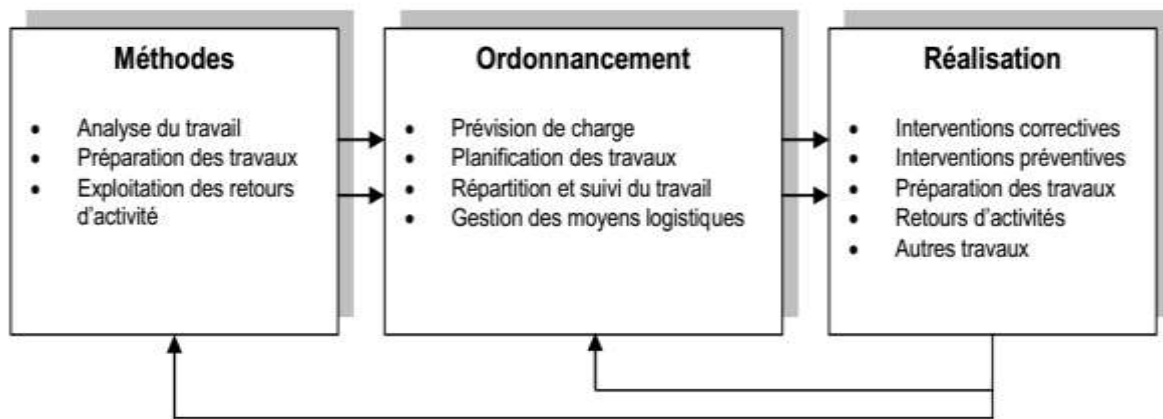 Méthodes
• Analyse du travail
• Préparation des travaux
• Exploitation des retours
d'activité
Ordonnancement
• Prévision de charge
• Planification des travaux
• Répartition et suivi du travail
• Gestion des moyens logistiques
Réalisation
• Interventions correctives
• Interventions préventives
• Préparation des travaux
• Retours d'activités
• Autres travaux